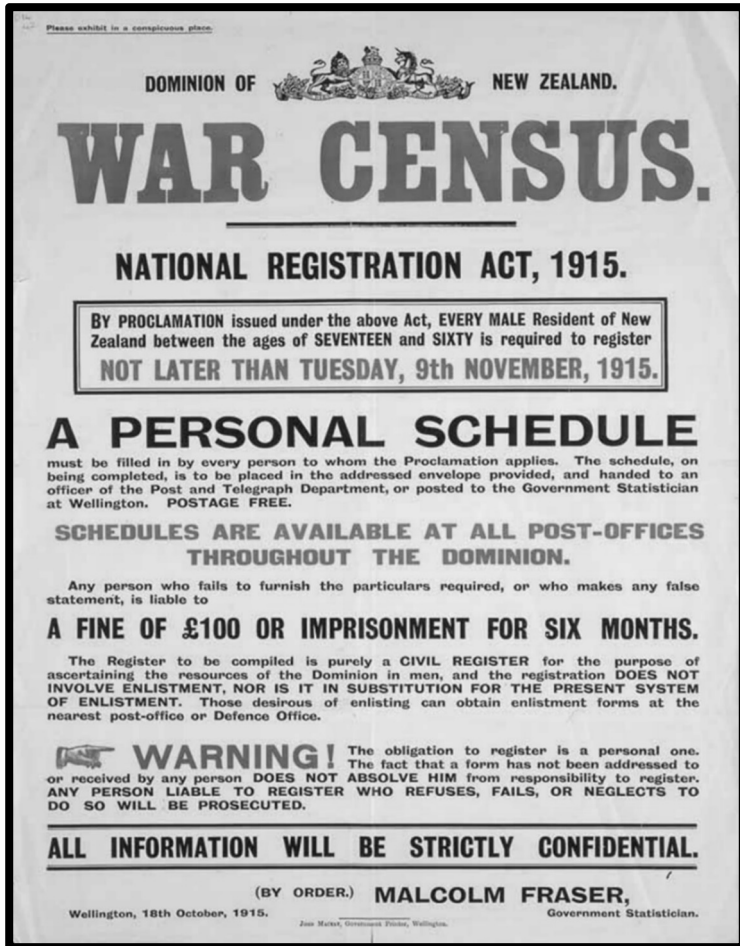 Please exhibit in a conspicuous place.
DOMINION OF NEW ZEALAND.
WAR CENSUS.
NATIONAL REGISTRATION ACT, 1915.
BY PROCLAMATION issued under the above Act, EVERY MALE Resident of New
Zealand between the ages of SEVENTEEN and SIXTY is required to register
NOT LATER THAN TUESDAY, 9th NOVEMBER, 1915.
A PERSONAL SCHEDULE
must be filled in by every person to whom the Proclamation applies. The schedule, on
being completed, is to be placed in the addressed envelope provided, and handed to an
officer of the Post and Telegraph Department, or posted to the Government Statistician
at Wellington. POSTAGE FREE.
SCHEDULES ARE AVAILABLE AT ALL POST-OFFICES
THROUGHOUT THE DOMINION.
Any person who fails to furnish the particulars required, or who makes any false
statement, is liable to
A FINE OF £100 OR IMPRISONMENT FOR SIX MONTHS.
The Register to be compiled is purely a CIVIL REGISTER for the purpose of
ascertaining the resources of the Dominion in men, and the registration DOES NOT
INVOLVE ENLISTMENT, NOR IS IT IN SUBSTITUTION FOR THE PRESENT SYSTEM
OF ENLISTMENT. Those desirous of enlisting can obtain enlistment forms at the
nearest post-office or Defence Office.
WARNING! The obligation to register is a personal one.
The fact that a form has not been addressed to
or received by any person DOES NOT ABSOLVE HIM from responsibility to register.
ANY PERSON LIABLE TO REGISTER WHO REFUSES, FAILS, OR NEGLECTS TO
DO SO WILL BE PROSECUTED.
ALL INFORMATION WILL BE STRICTLY CONFIDENTIAL.
(BY ORDER.) MALCOLM FRASER,
Wellington, 18th October, 1915. Government Statistician.
Government Printer, Wellington.